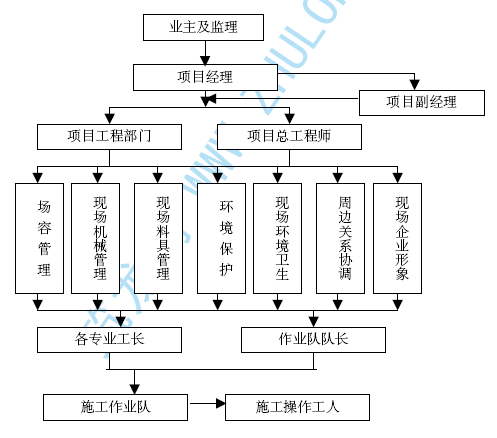 业主及监理
项目经理
项目副经理
项目工程部门
项目总工程师
场容管理
现场机械管理
现场料具管理
环境保护
现场环境卫生
周边关系协调
现场企业形象
各专业工长
作业队队长
施工作业队
施工操作工人
WWW.ZHULO